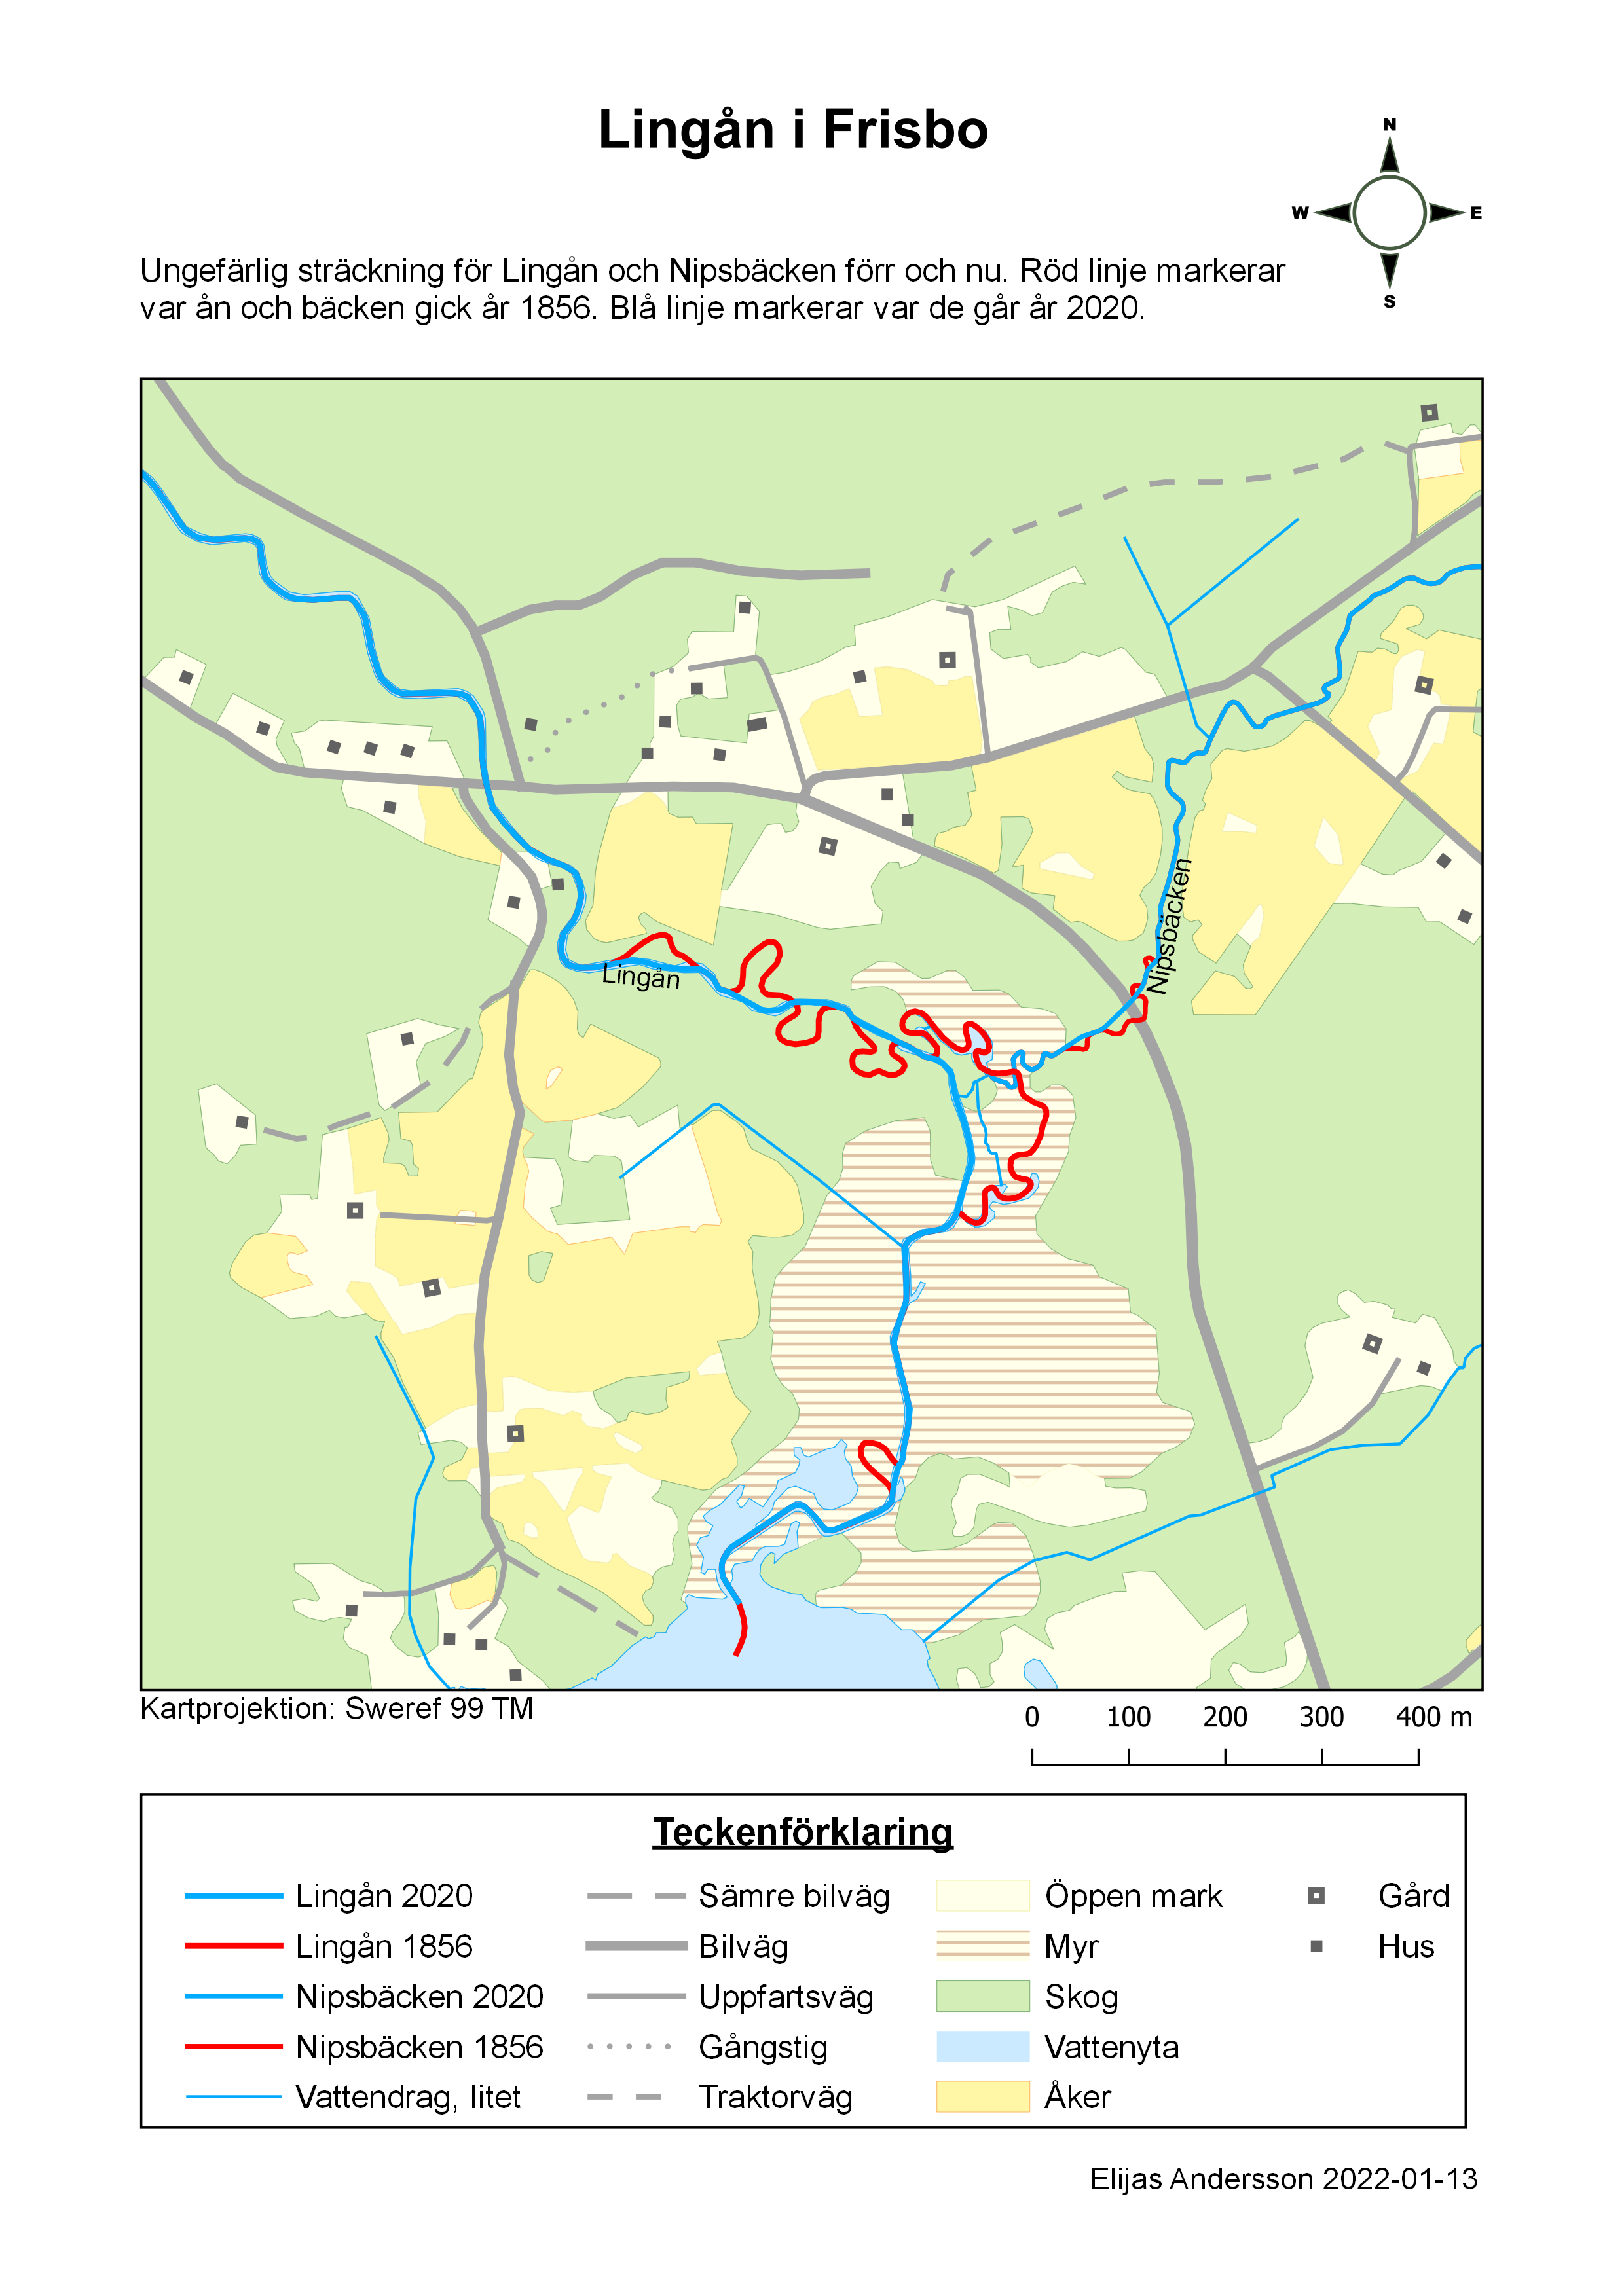 Lingån i Frisbo
N
W
E
S
Ungefärlig sträckning för Lingån och Nipsbäcken förr och nu. Röd linje markerar
var ån och bäcken gick år 1856. Blå linje markerar var de går år 2020.
Nipsbäcken
Lingån
Kartprojektion: Sweref 99 TM
0 100 200 300 400 m
Teckenförklaring
Lingån 2020
Lingån 1856
Nipsbäcken 2020
Nipsbäcken 1856
Vattendrag, litet
Sämre bilväg
Bilväg
Uppfartsväg
Gångstig
Traktorväg
Öppen mark
Myr
Skog
Vattenyta
Åker
Gård
Hus
Elijas Andersson 2022-01-13